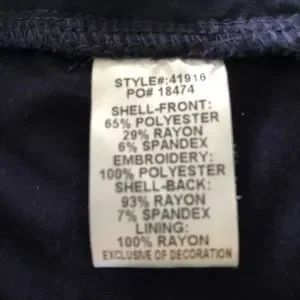 STYLE#:41916
PO# 18474
SHELL-FRONT:
65% POLYESTER
29% RAYON
6% SPANDEX
EMBROIDERY:
100% POLYESTER
SHELL-BACK:
93% RAYON
7% SPANDEX
LINING:
100% RAYON
EXCLUSIVE OF DECORATION